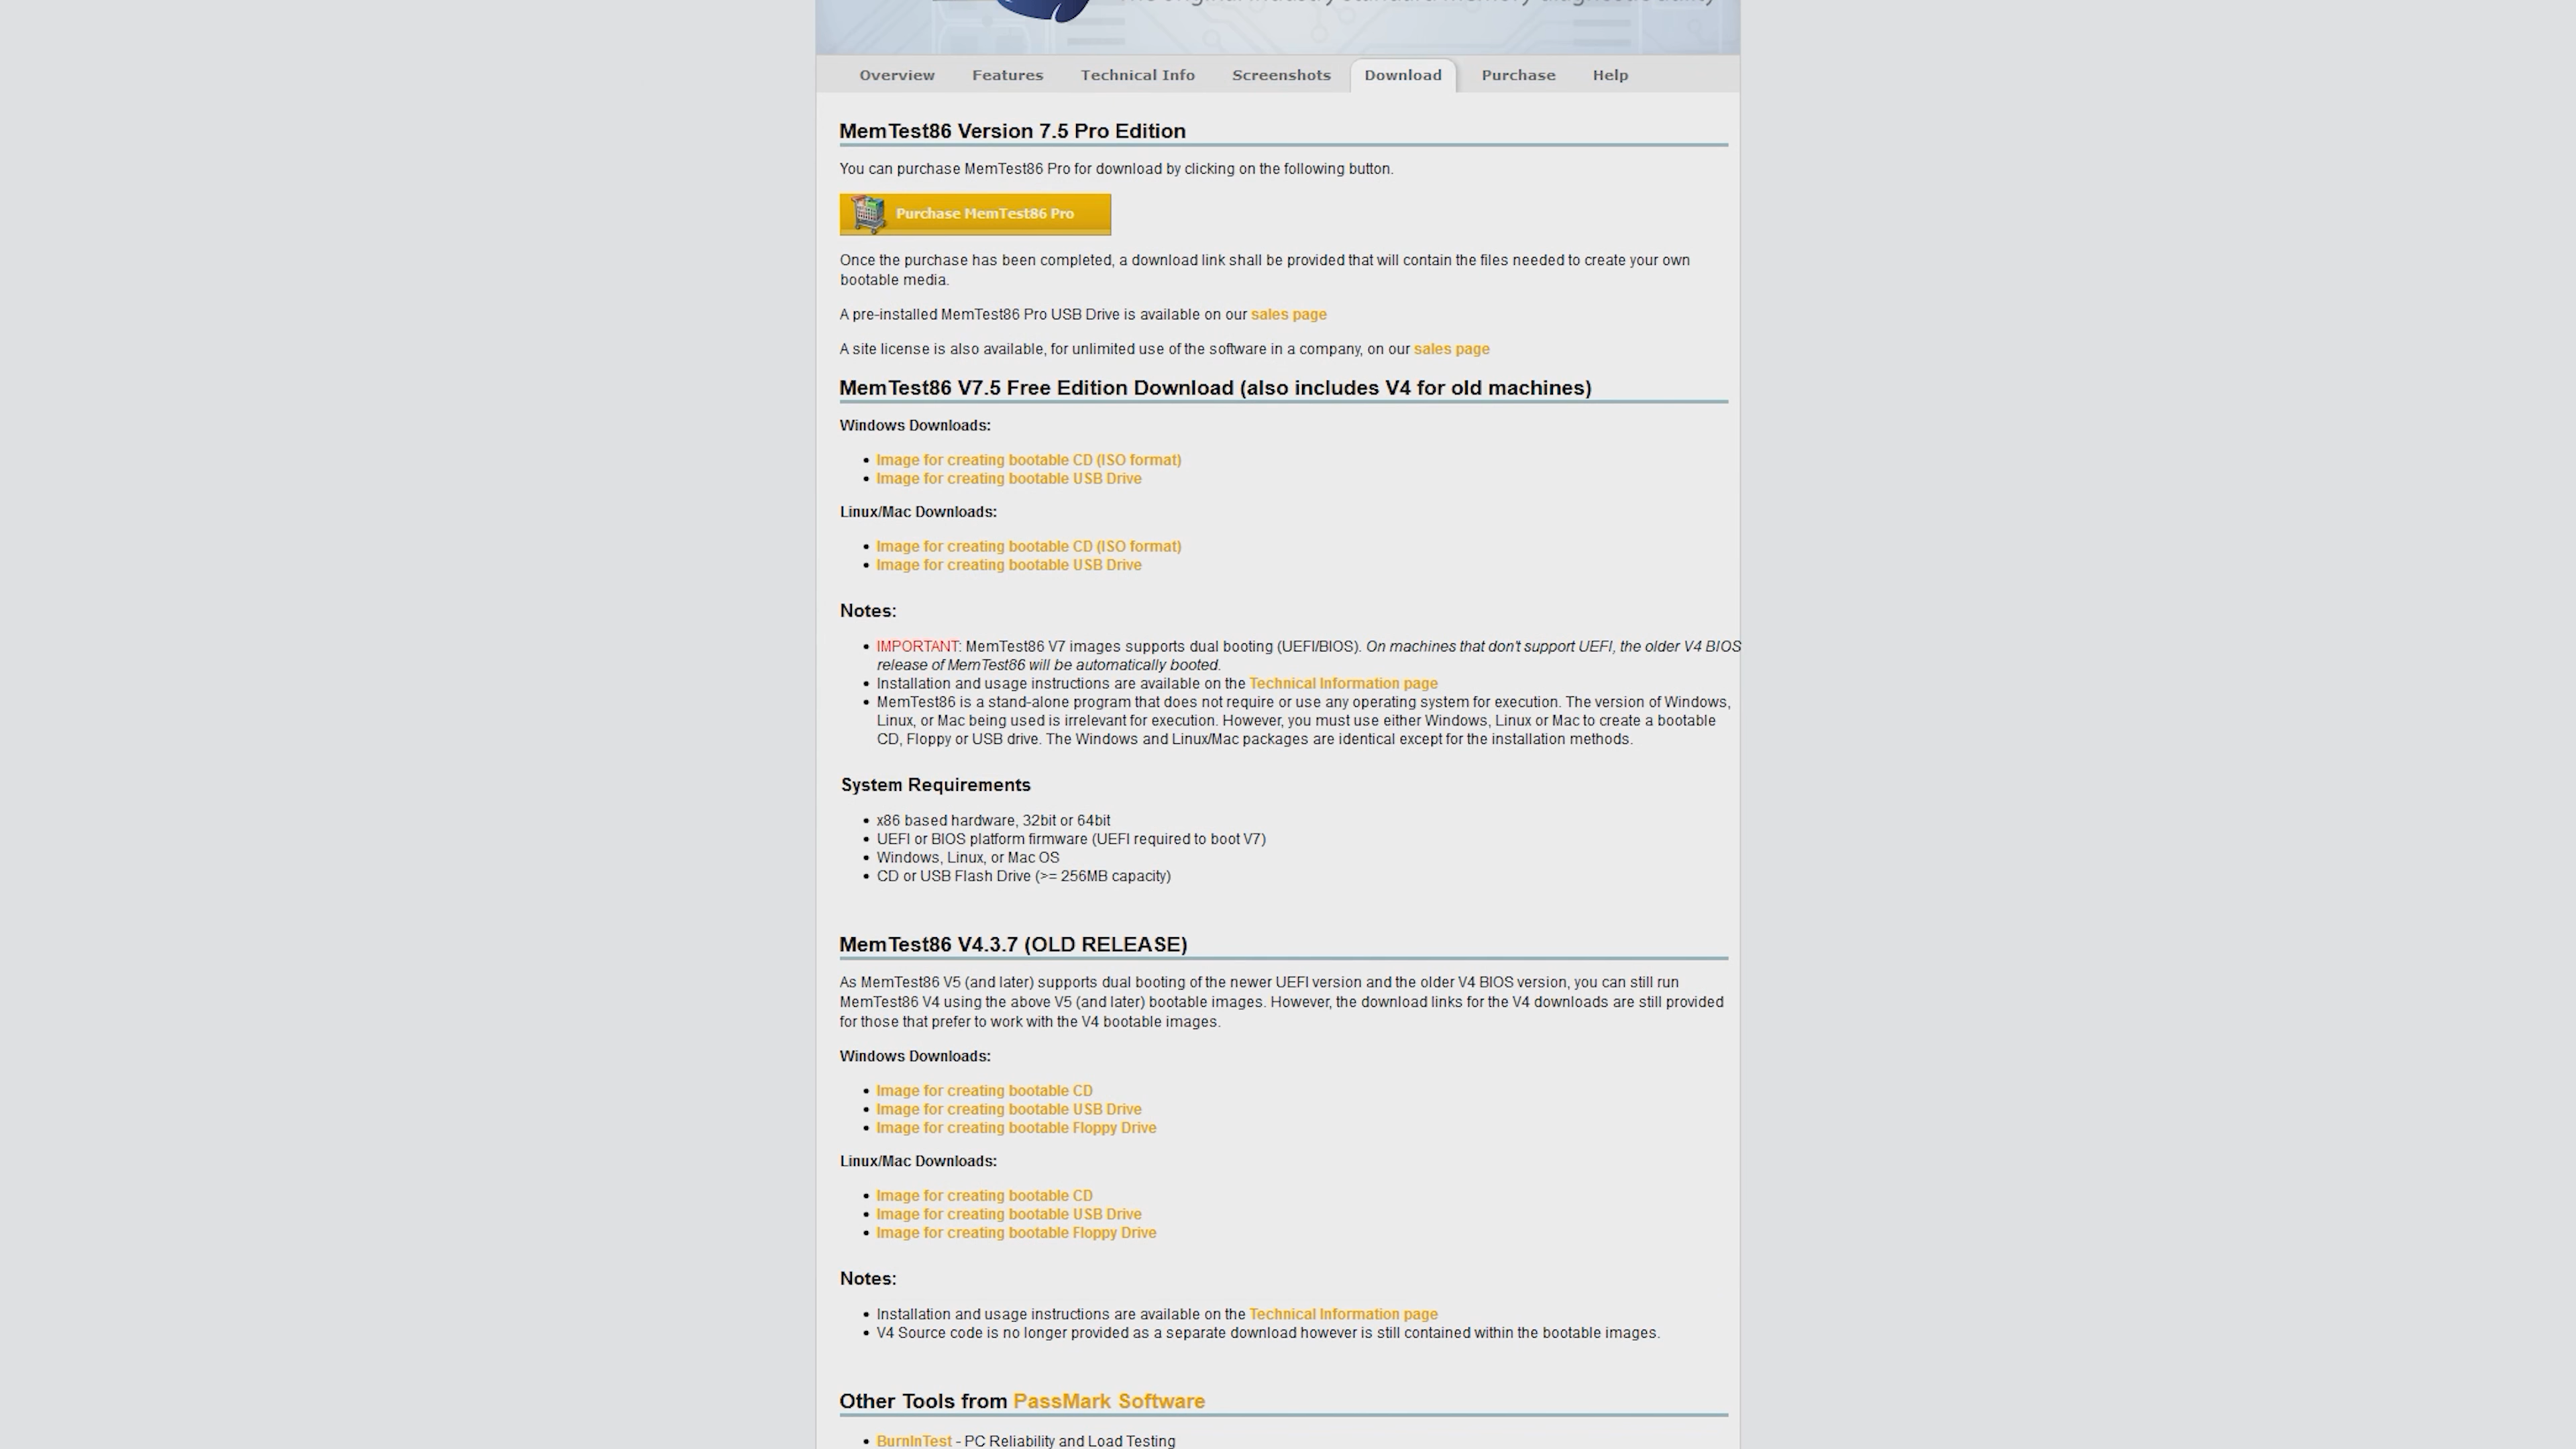 The original industry standard memory diagnostic utility
Overview Features Technical Info Screenshots Download Purchase Help
MemTest86 Version 7.5 Pro Edition
You can purchase MemTest86 Pro for download by clicking on the following button.
Purchase MemTest86 Pro
Once the purchase has been completed, a download link shall be provided that will contain the files needed to create your own
bootable media.
A pre-installed MemTest86 Pro USB Drive is available on our sales page
A site license is also available, for unlimited use of the software in a company, on our sales page
MemTest86 V7.5 Free Edition Download (also includes V4 for old machines)
Windows Downloads:
Image for creating bootable CD (ISO format)
Image for creating bootable USB Drive
Linux/Mac Downloads:
Image for creating bootable CD (ISO format)
Image for creating bootable USB Drive
Notes:
IMPORTANT: MemTest86 V7 images supports dual booting (UEFI/BIOS). On machines that don't support UEFI, the older V4 BIOS
release of MemTest86 will be automatically booted.
Installation and usage instructions are available on the Technical Information page
MemTest86 is a stand-alone program that does not require or use any operating system for execution. The version of Windows,
Linux, or Mac being used is irrelevant for execution. However, you must use either Windows, Linux or Mac to create a bootable
CD, Floppy or USB drive. The Windows and Linux/Mac packages are identical except for the installation methods.
System Requirements
x86 based hardware, 32bit or 64bit
UEFI or BIOS platform firmware (UEFI required to boot V7)
Windows, Linux, or Mac OS
CD or USB Flash Drive (>= 256MB capacity)
MemTest86 V4.3.7 (OLD RELEASE)
As MemTest86 V5 (and later) supports dual booting of the newer UEFI version and the older V4 BIOS version, you can still run
MemTest86 V4 using the above V5 (and later) bootable images. However, the download links for the V4 downloads are still provided
for those that prefer to work with the V4 bootable images.
Windows Downloads:
Image for creating bootable CD
Image for creating bootable USB Drive
Image for creating bootable Floppy Drive
Linux/Mac Downloads:
Image for creating bootable CD
Image for creating bootable USB Drive
Image for creating bootable Floppy Drive
Notes:
Installation and usage instructions are available on the Technical Information page
V4 Source code is no longer provided as a separate download however is still contained within the bootable images.
Other Tools from PassMark Software
BurnInTest - PC Reliability and Load Testing